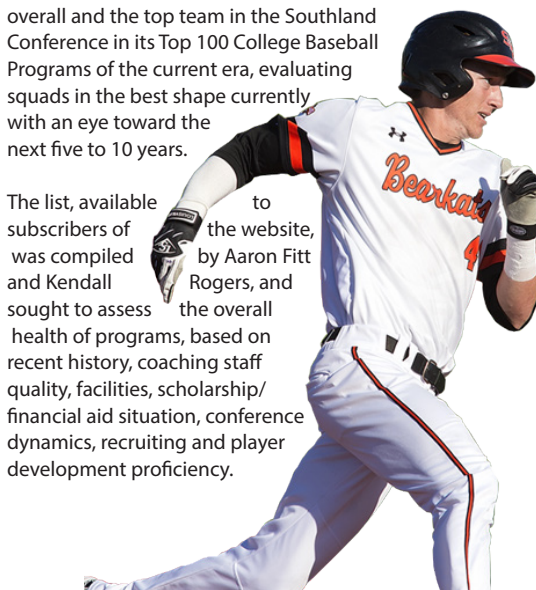 overall and the top team in the Southland
Conference in its Top 100 College Baseball
Programs of the current era, evaluating
squads in the best shape currently
with an eye toward the
next five to 10 years.
The list, available to
subscribers of the website,
was compiled by Aaron Fitt
and Kendall Rogers, and
sought to assess the overall
health of programs, based on
recent history, coaching staff
quality, facilities, scholarship/
financial aid situation, conference
dynamics, recruiting and player
development proficiency.
Bearkats
4